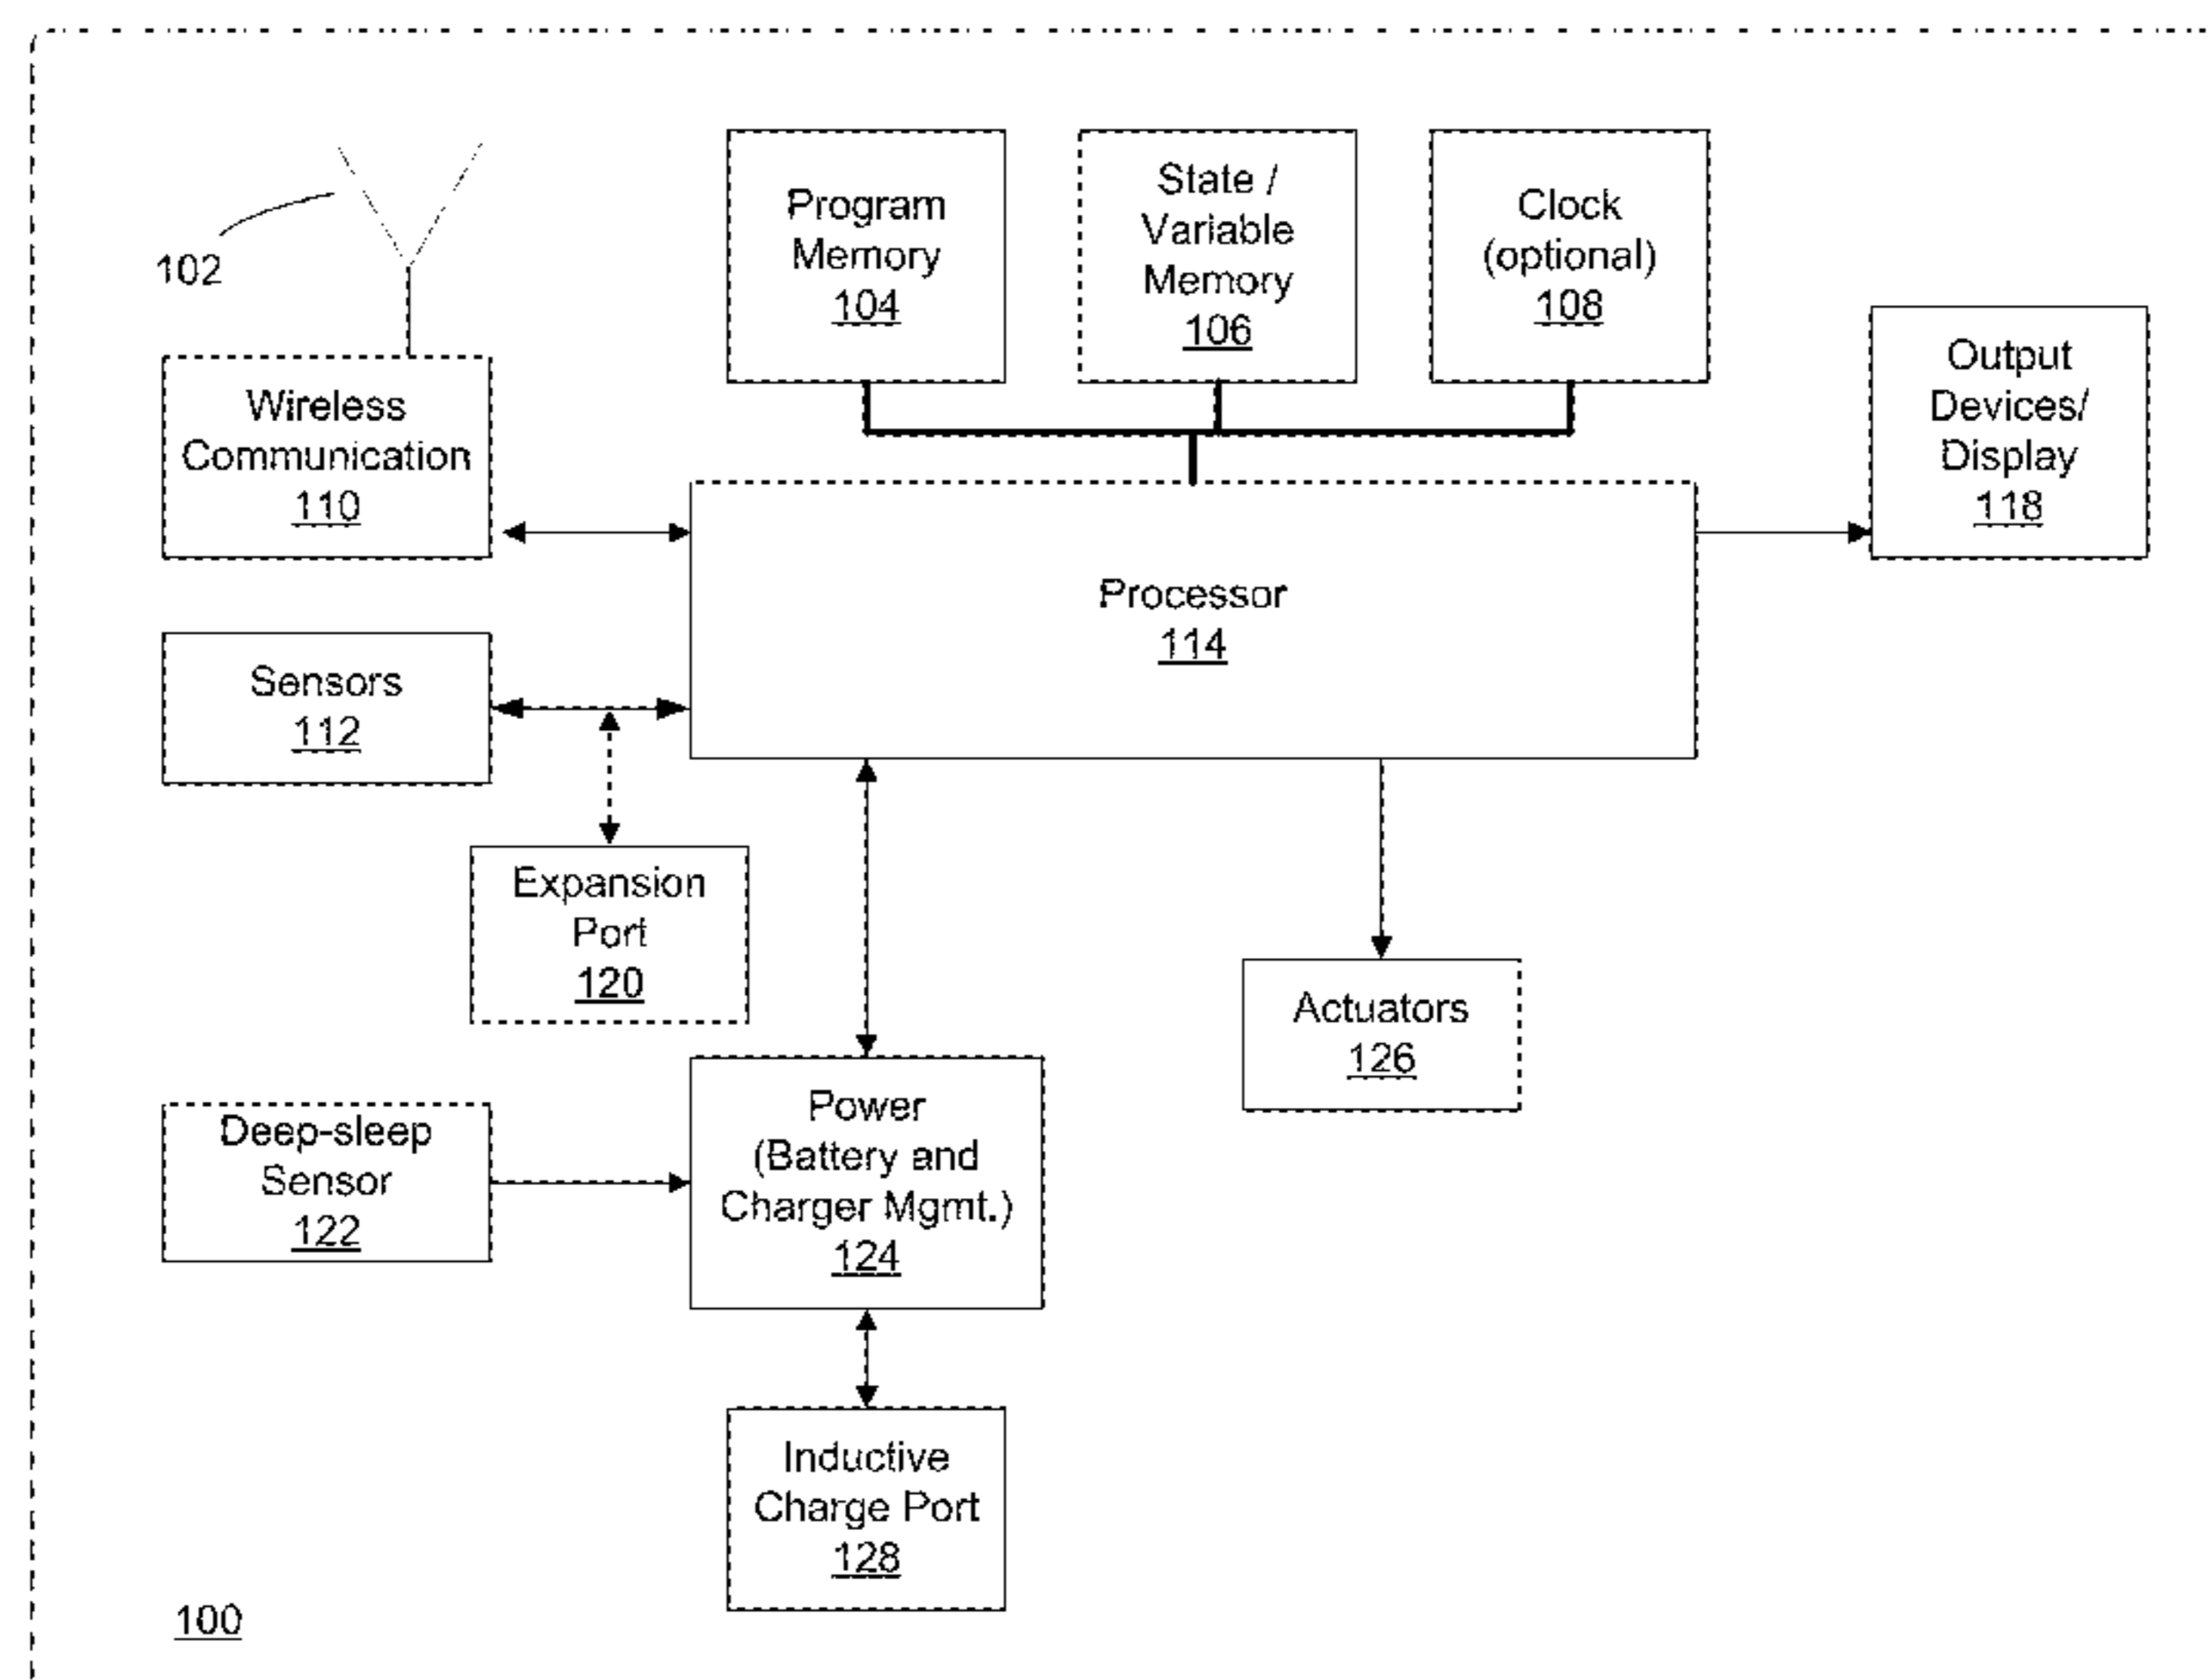 102
Program
Memory
104
State /
Variable
Memory
106
Clock
(optional)
108
Output
Devices/
Display
118
Wireless
Communication
110
Processor
114
Sensors
112
Expansion
Port
120
Actuators
126
Deep-sleep
Sensor
122
Power
(Battery and
Charger Mgmt.)
124
Inductive
Charge Port
128
100